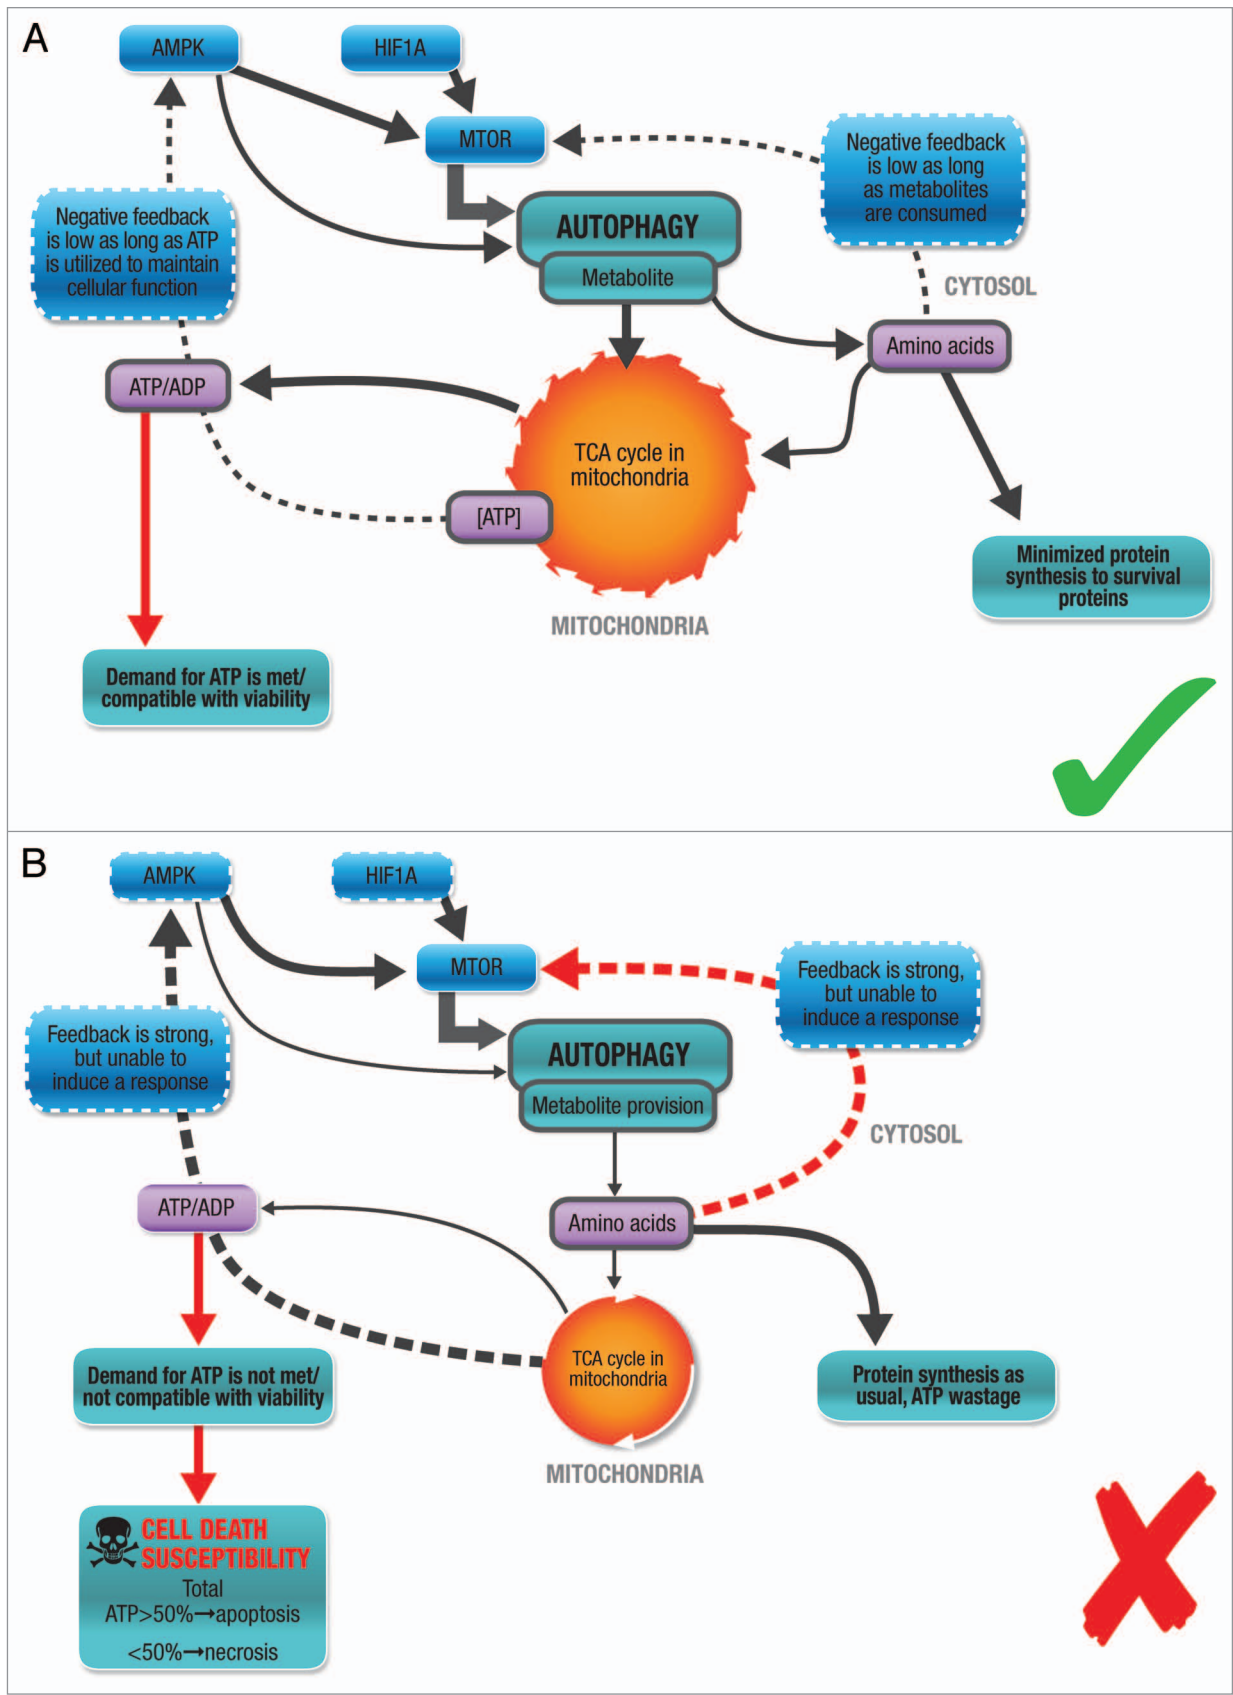 A
AMPK
HIF1A
MTOR
Negative feedback
is low as long
as metabolites
are consumed
Negative feedback
is low as long as ATP
is utilized to maintain
cellular function
AUTOPHAGY
Metabolite
CYTOSOL
Amino acids
ATP/ADP
TCA cycle in
mitochondria
[ATP]
Minimized protein
synthesis to survival
proteins
MITOCHONDRIA
Demand for ATP is met/
compatible with viability
B
AMPK
HIF1A
MTOR
Feedback is strong,
but unable to
induce a response
Feedback is strong,
but unable to
induce a response
AUTOPHAGY
Metabolite provision
CYTOSOL
ATP/ADP
Amino acids
TCA cycle in
mitochondria
Demand for ATP is not met/
not compatible with viability
Protein synthesis as
usual, ATP wastage
MITOCHONDRIA
CELL DEATH
SUSCEPTIBILITY
Total
ATP>50%→apoptosis
<50%→necrosis